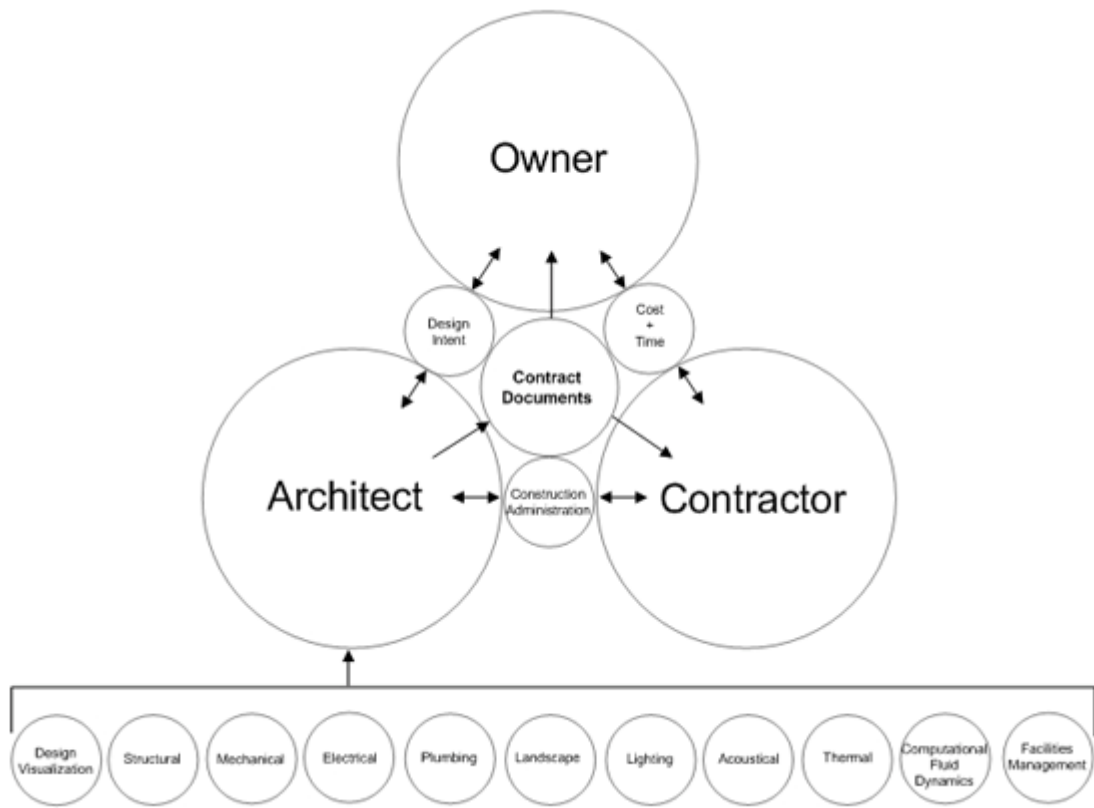 Owner
Design
Intent
Cost
+
Time
Contract
Documents
Architect
Construction
Administration
Contractor
Design
Visualization
Structural
Mechanical
Electrical
Plumbing
Landscape
Lighting
Acoustical
Thermal
Computational
Fluid
Dynamics
Facilities
Management